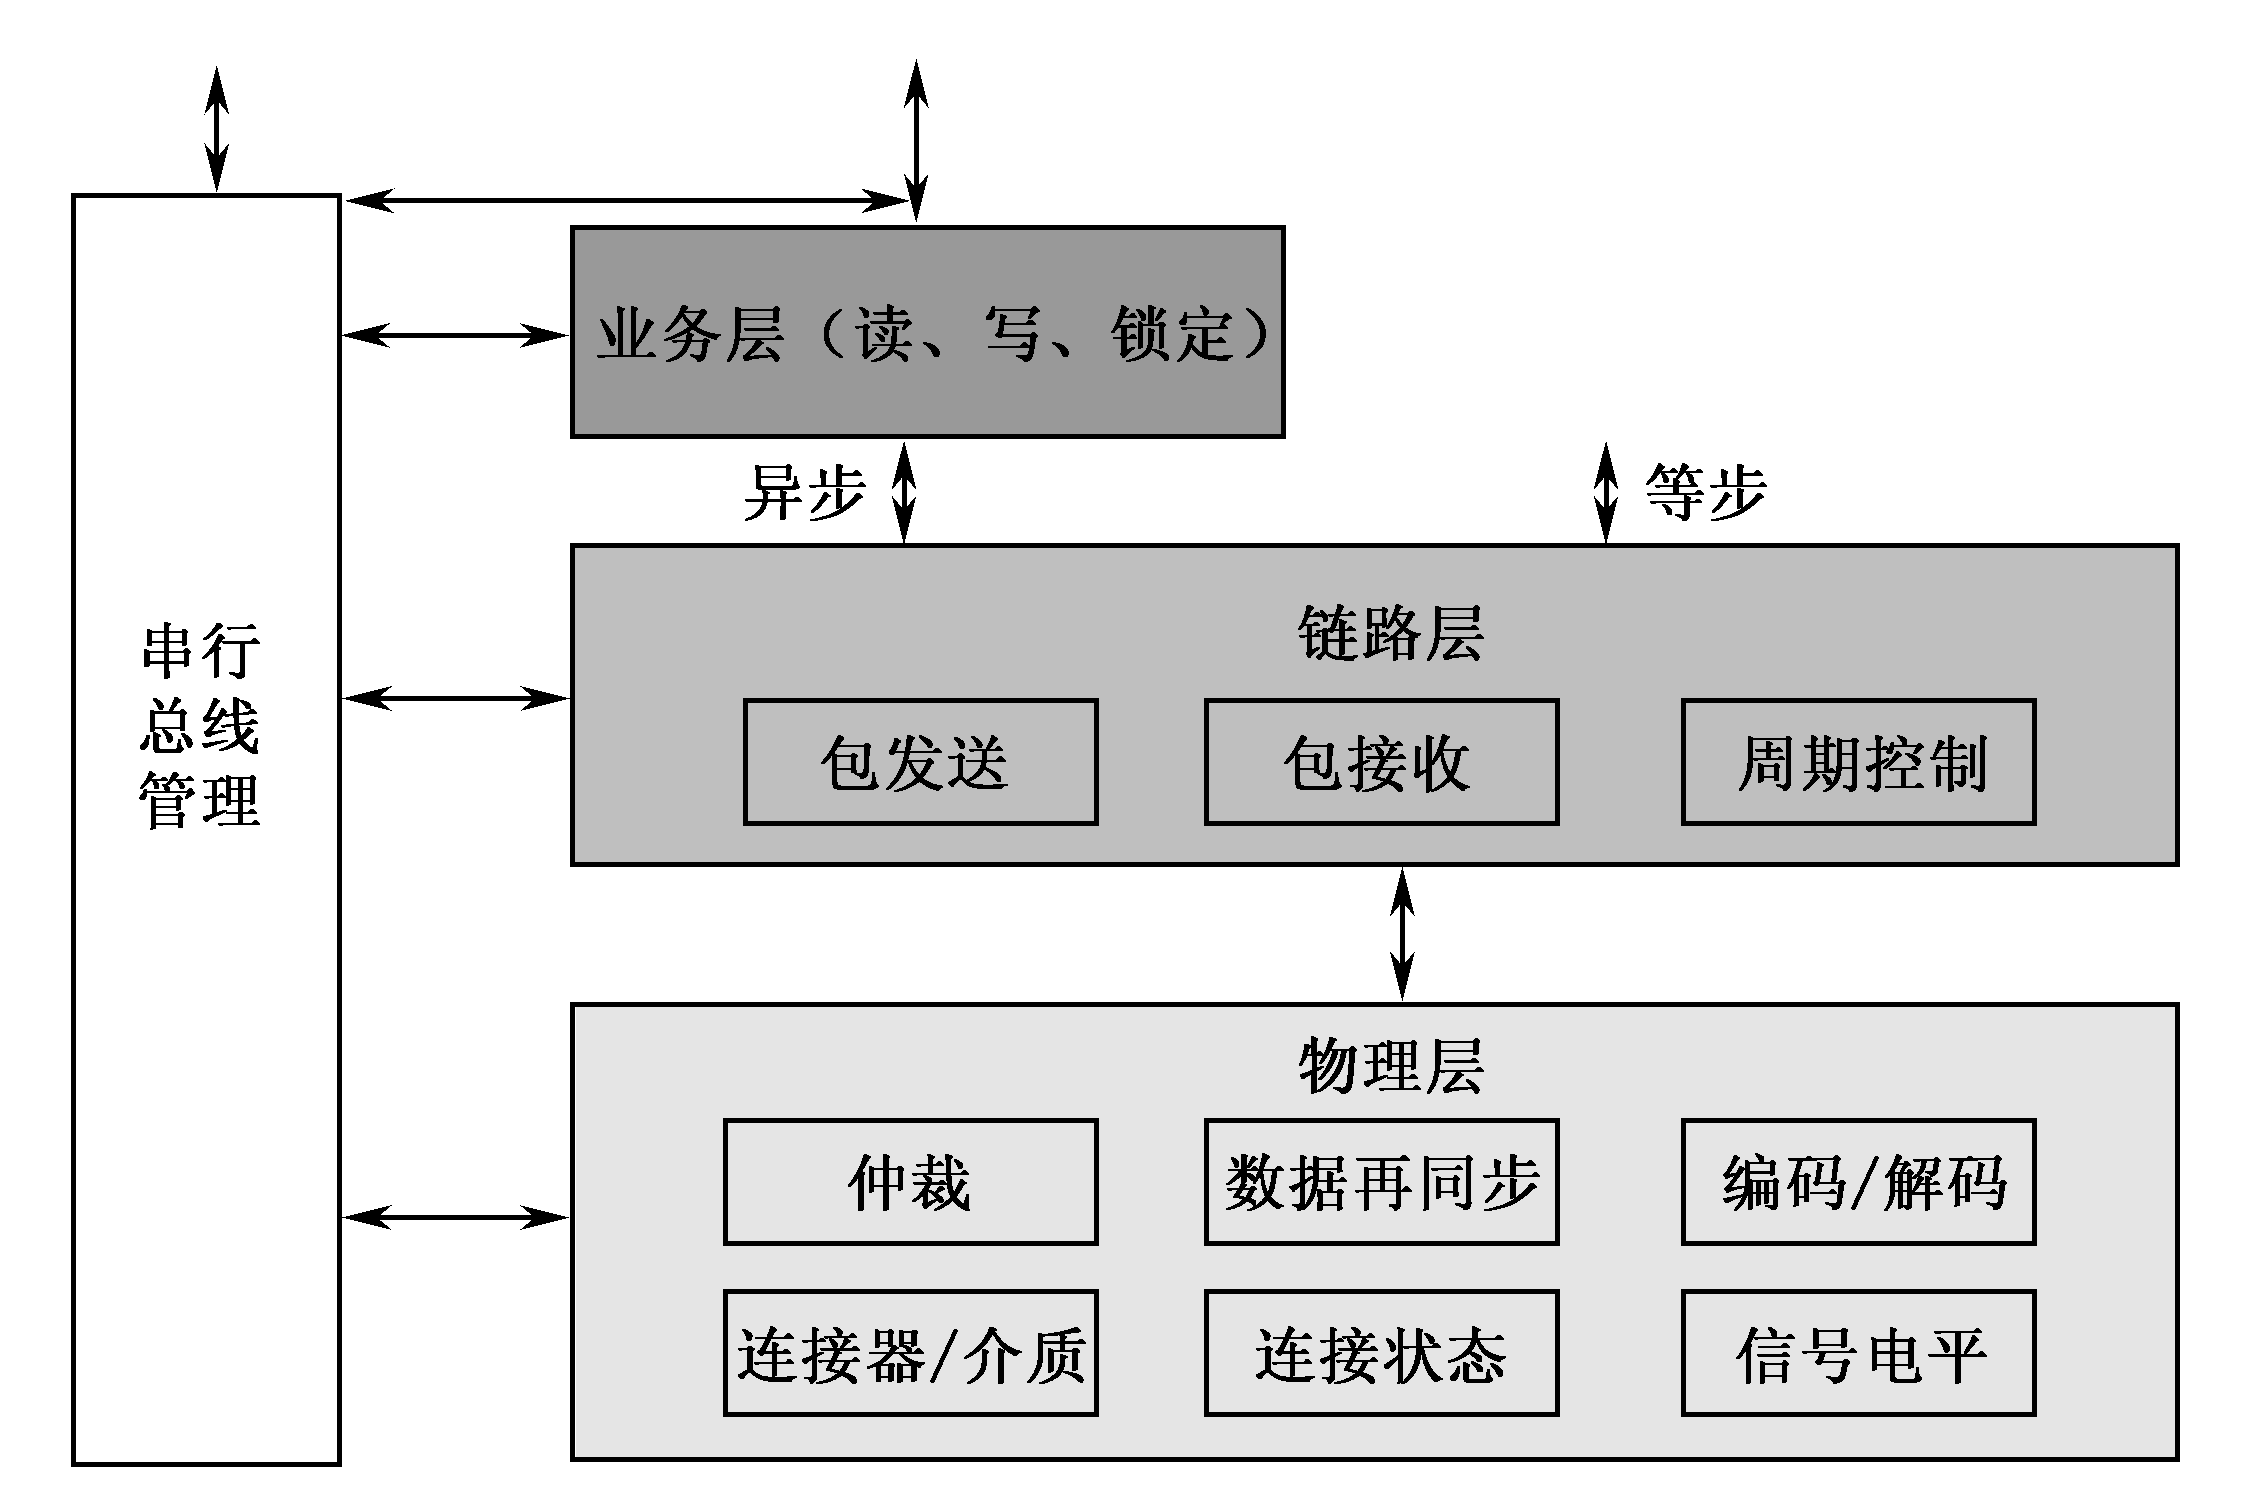 业务层（读、写、锁定）
异步
等步
串行
总线
管理
链路层
包发送
包接收
周期控制
物理层
仲裁
数据再同步
编码/解码
连接器/介质
连接状态
信号电平